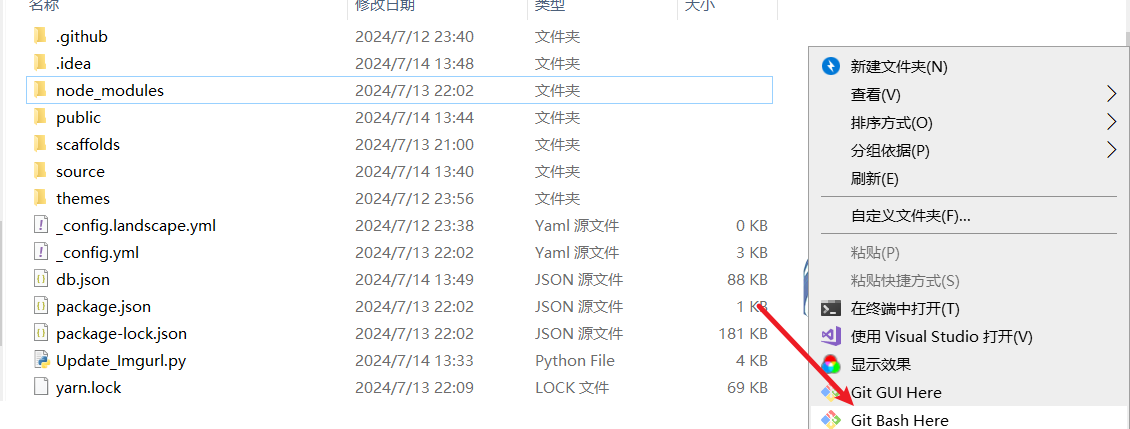 名称 修改日期 类型 大小
.github 2024/7/12 23:40 文件夹
.idea 2024/7/14 13:48 文件夹
node_modules 2024/7/13 22:02 文件夹
public 2024/7/14 13:44 文件夹
scaffolds 2024/7/13 21:00 文件夹
source 2024/7/14 13:40 文件夹
themes 2024/7/12 23:56 文件夹
_config.landscape.yml 2024/7/12 23:38 Yaml 源文件 0 KB
_config.yml 2024/7/13 22:02 Yaml 源文件 3 KB
db.json 2024/7/14 13:49 JSON 源文件 88 KB
package.json 2024/7/13 22:02 JSON 源文件 1 KB
package-lock.json 2024/7/13 22:02 JSON 源文件 181 KB
Update_Imgurl.py 2024/7/14 13:33 Python File 4 KB
yarn.lock 2024/7/13 22:09 LOCK 文件 69 KB
新建文件夹(N)
查看(V)
排序方式(O)
分组依据(P)
刷新(E)
自定义文件夹(F)...
粘贴(P)
粘贴快捷方式(S)
在终端中打开(T)
使用 Visual Studio 打开(V)
显示效果
Git GUI Here
Git Bash Here